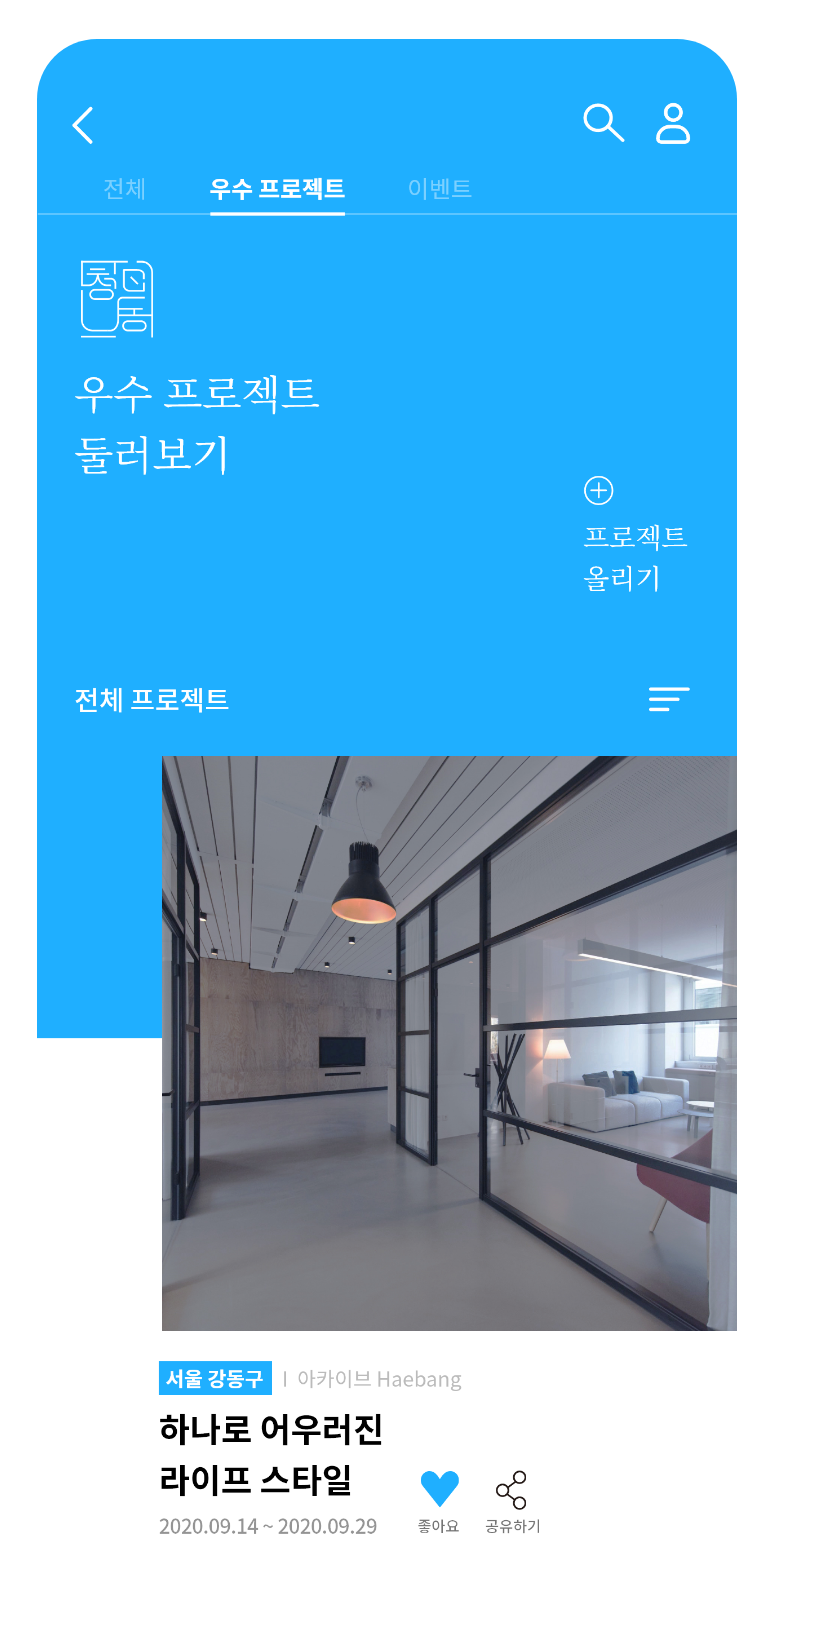 전체 우수 프로젝트 이벤트
우수 프로젝트
둘러보기
프로젝트
올리기
전체 프로젝트
서울 강동구 | 아카이브 Haebang
하나로 어우러진
라이프 스타일
2020.09.14 ~ 2020.09.29
좋아요 공유하기